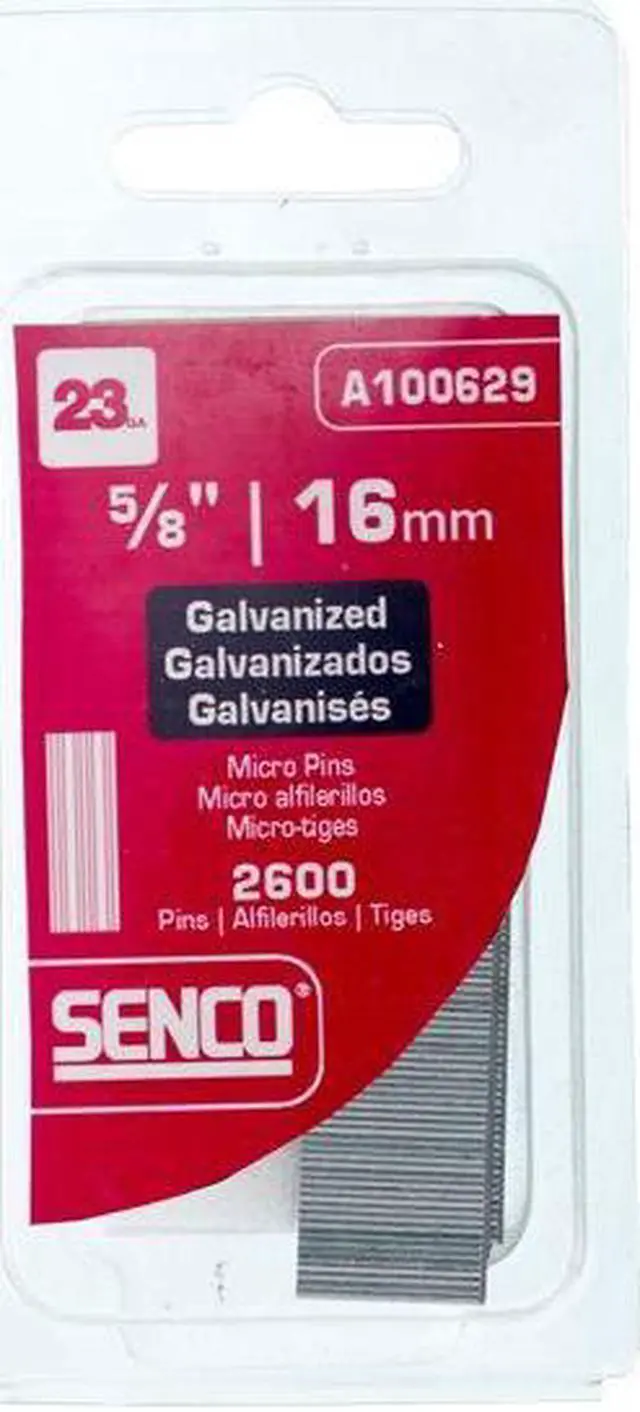 23GA
A100629
5/8" | 16mm
Galvanized
Galvanizados
Galvanisés
Micro Pins
Micro alfilerillos
Micro-tiges
2600
Pins | Alfilerillos | Tiges
SENCO®